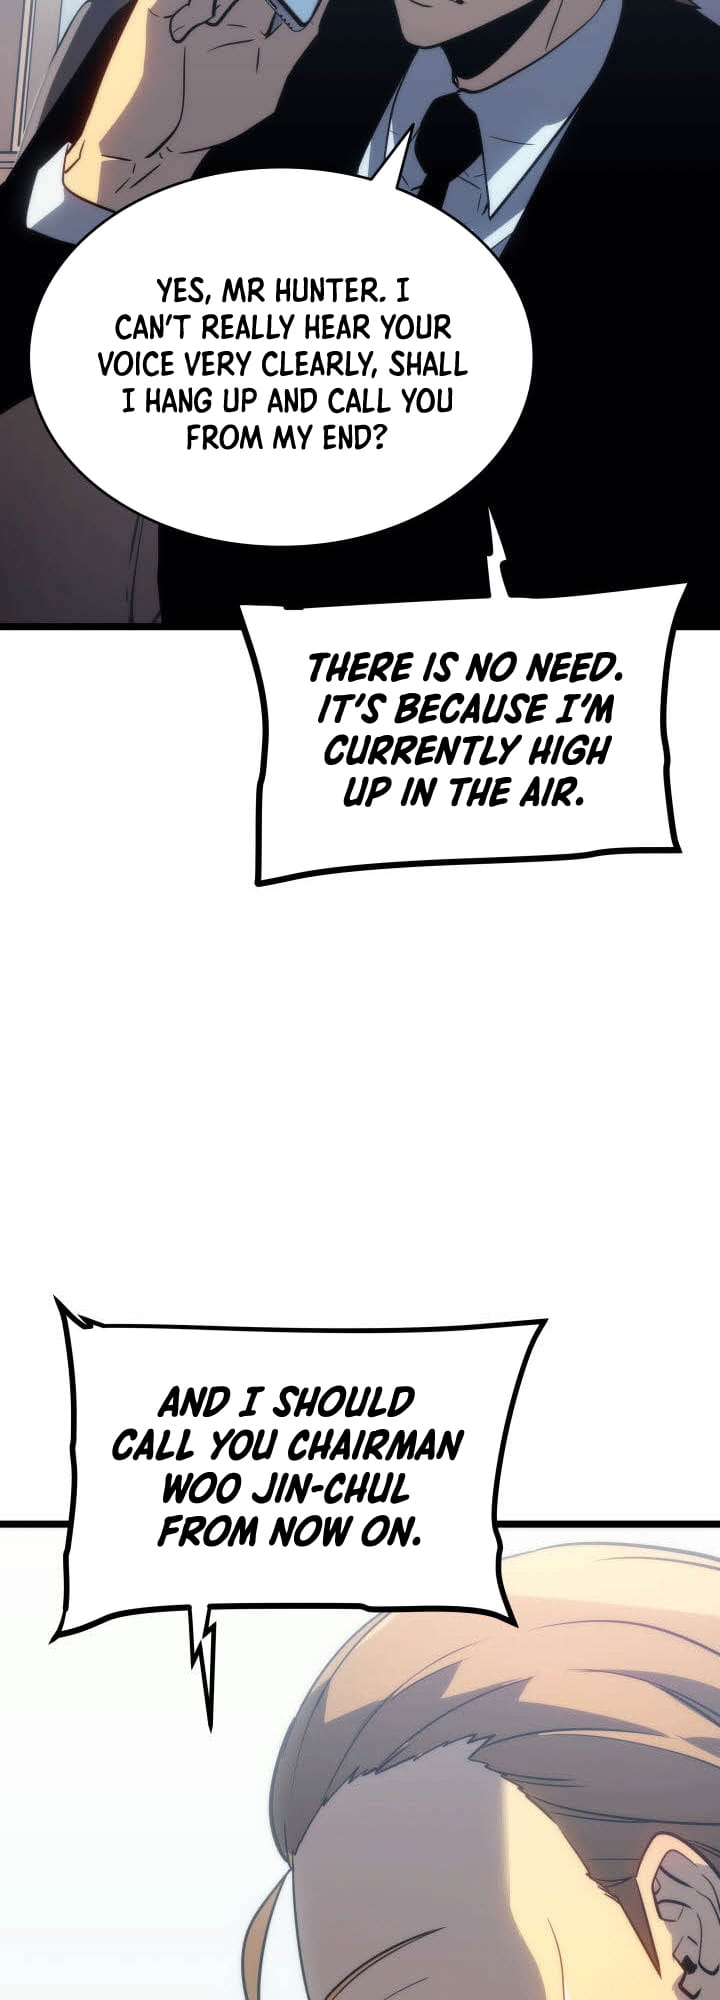 YES, MR HUNTER. I
CAN'T REALLY HEAR YOUR
VOICE VERY CLEARLY, SHALL
I HANG UP AND CALL YOU
FROM MY END?
THERE IS NO NEED.
IT'S BECAUSE I'M
CURRENTLY HIGH
UP IN THE AIR.
AND I SHOULD
CALL YOU CHAIRMAN
WOO JIN-CHUL
FROM NOW ON.